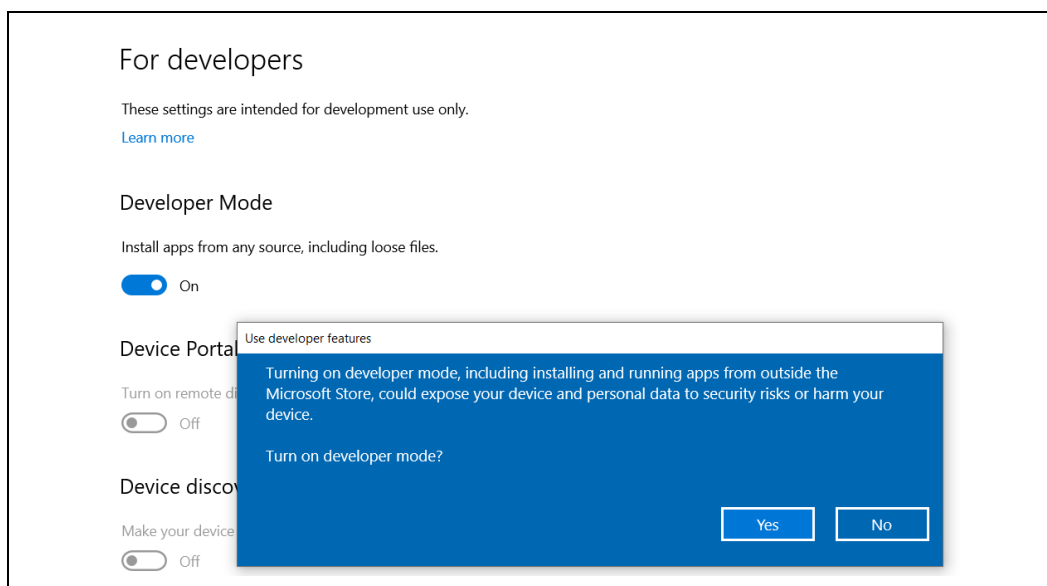 For developers
These settings are intended for development use only.
Learn more
Developer Mode
Install apps from any source, including loose files.
On
Device Portal
Turn on remote di
Off
Device discov
Make your device
Off
Use developer features
Turning on developer mode, including installing and running apps from outside the
Microsoft Store, could expose your device and personal data to security risks or harm your
device.
Turn on developer mode?
Yes No